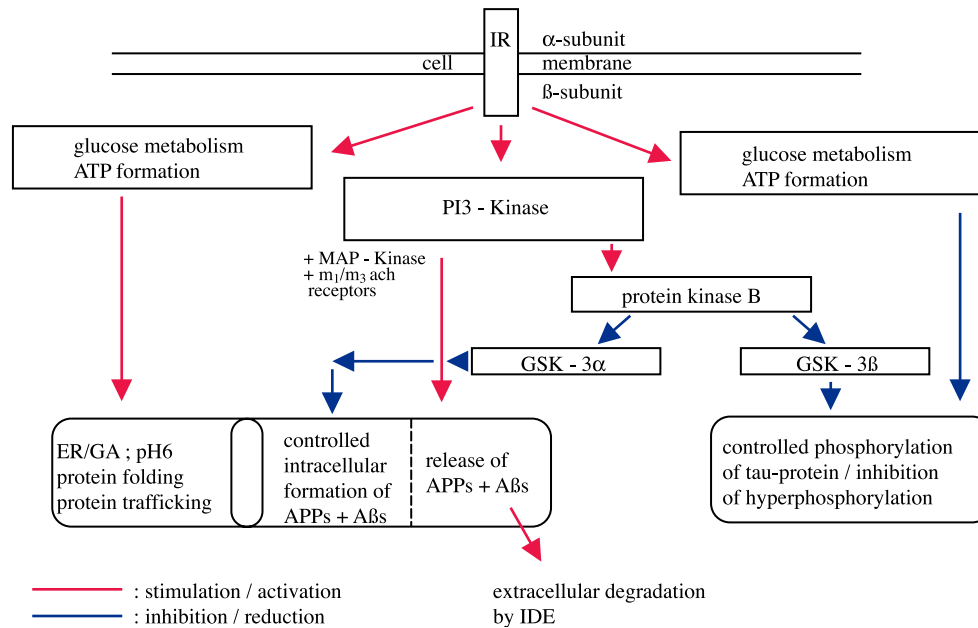 IR
α-subunit
cell
membrane
ß-subunit
glucose metabolism
ATP formation
glucose metabolism
ATP formation
PI3 - Kinase
+ MAP - Kinase
+ m₁/m₃ ach
receptors
protein kinase B
GSK - 3α
GSK - 3ß
ER/GA ; pH6
protein folding
protein trafficking
controlled
intracellular
formation of
APPs + Aßs
release of
APPs + Aßs
controlled phosphorylation
of tau-protein / inhibition
of hyperphosphorylation
: stimulation / activation
: inhibition / reduction
extracellular degradation
by IDE